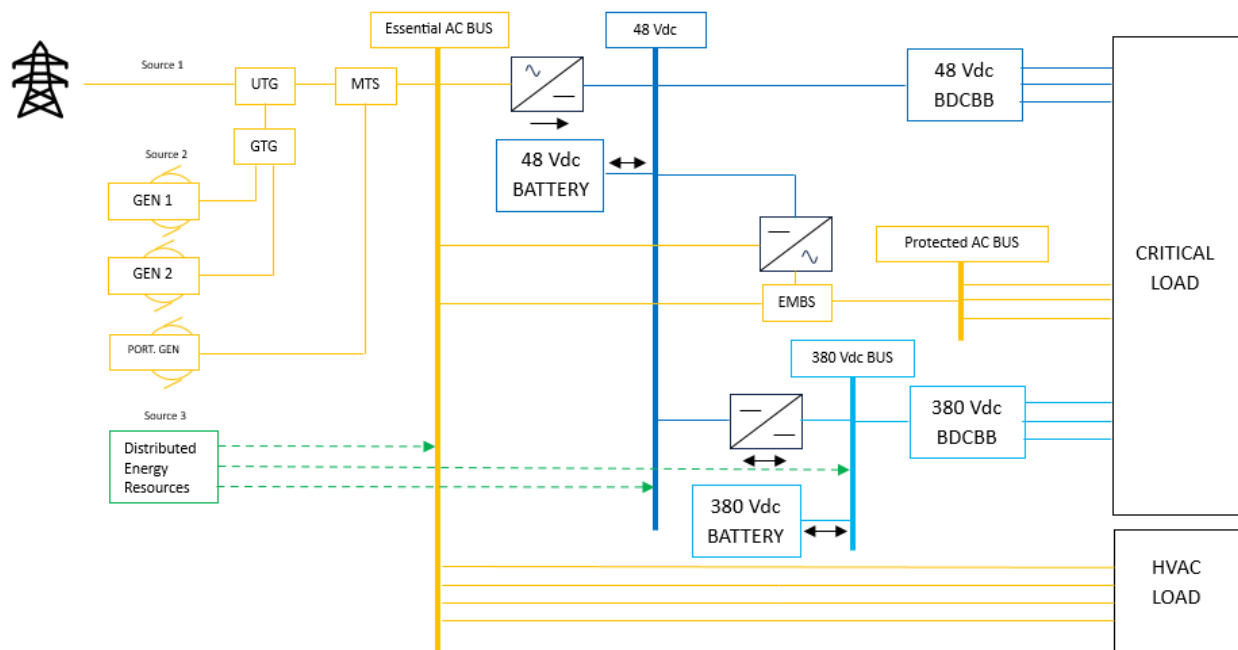 Essential AC BUS
48 Vdc
Source 1
UTG
MTS
48 Vdc
BDCBB
GTG
Source 2
48 Vdc
BATTERY
GEN 1
Protected AC BUS
CRITICAL
LOAD
GEN 2
EMBS
PORT. GEN
380 Vdc BUS
Source 3
380 Vdc
BDCBB
Distributed
Energy
Resources
380 Vdc
BATTERY
HVAC
LOAD